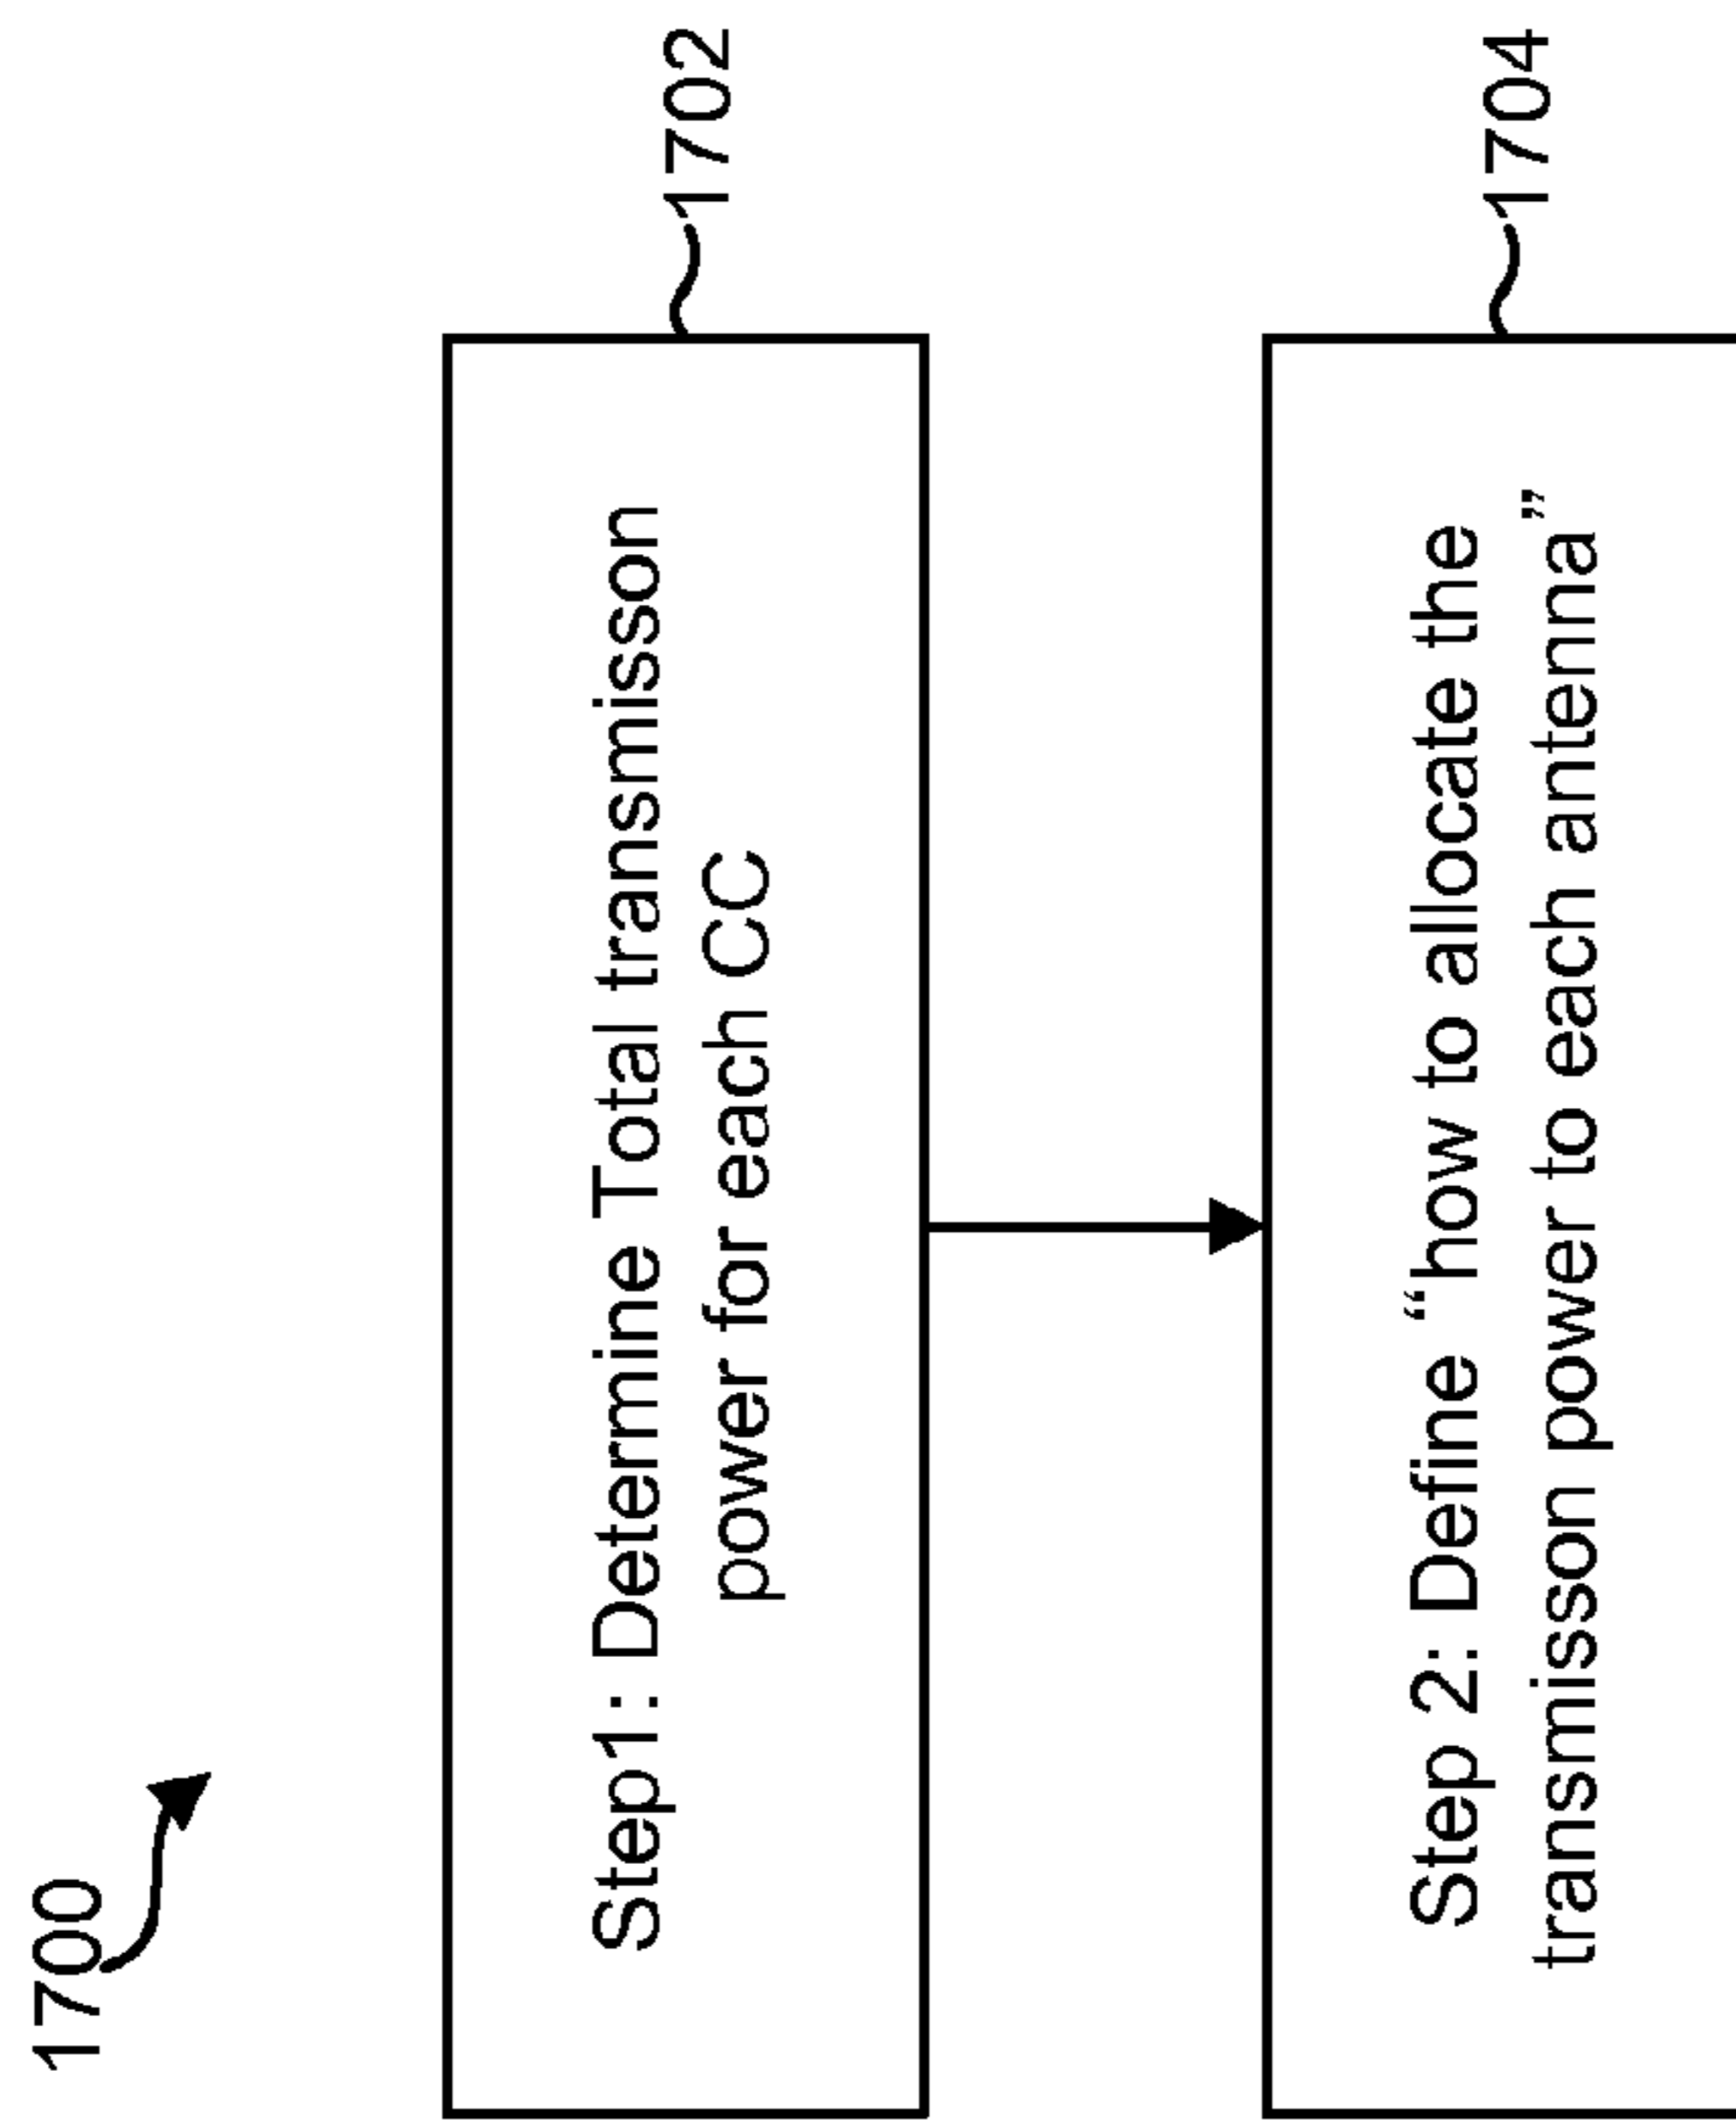 1700
Step1: Determine Total transmisson
power for each CC
1702
Step 2: Define “how to allocate the
transmisson power to each antenna”
1704